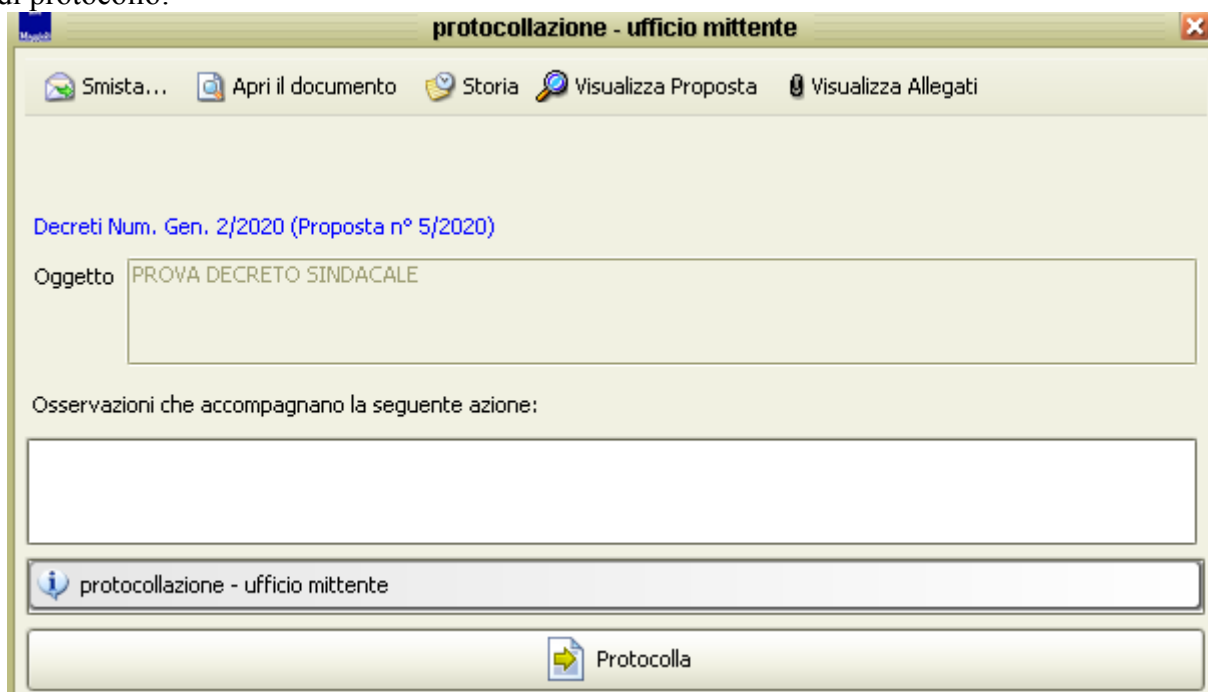 di protocollo:
protocollazione - ufficio mittente
Smista... Apri il documento Storia Visualizza Proposta Visualizza Allegati
Decreti Num. Gen. 2/2020 (Proposta n° 5/2020)
Oggetto PROVA DECRETO SINDACALE
Osservazioni che accompagnano la seguente azione:
protocollazione - ufficio mittente
Protocolla